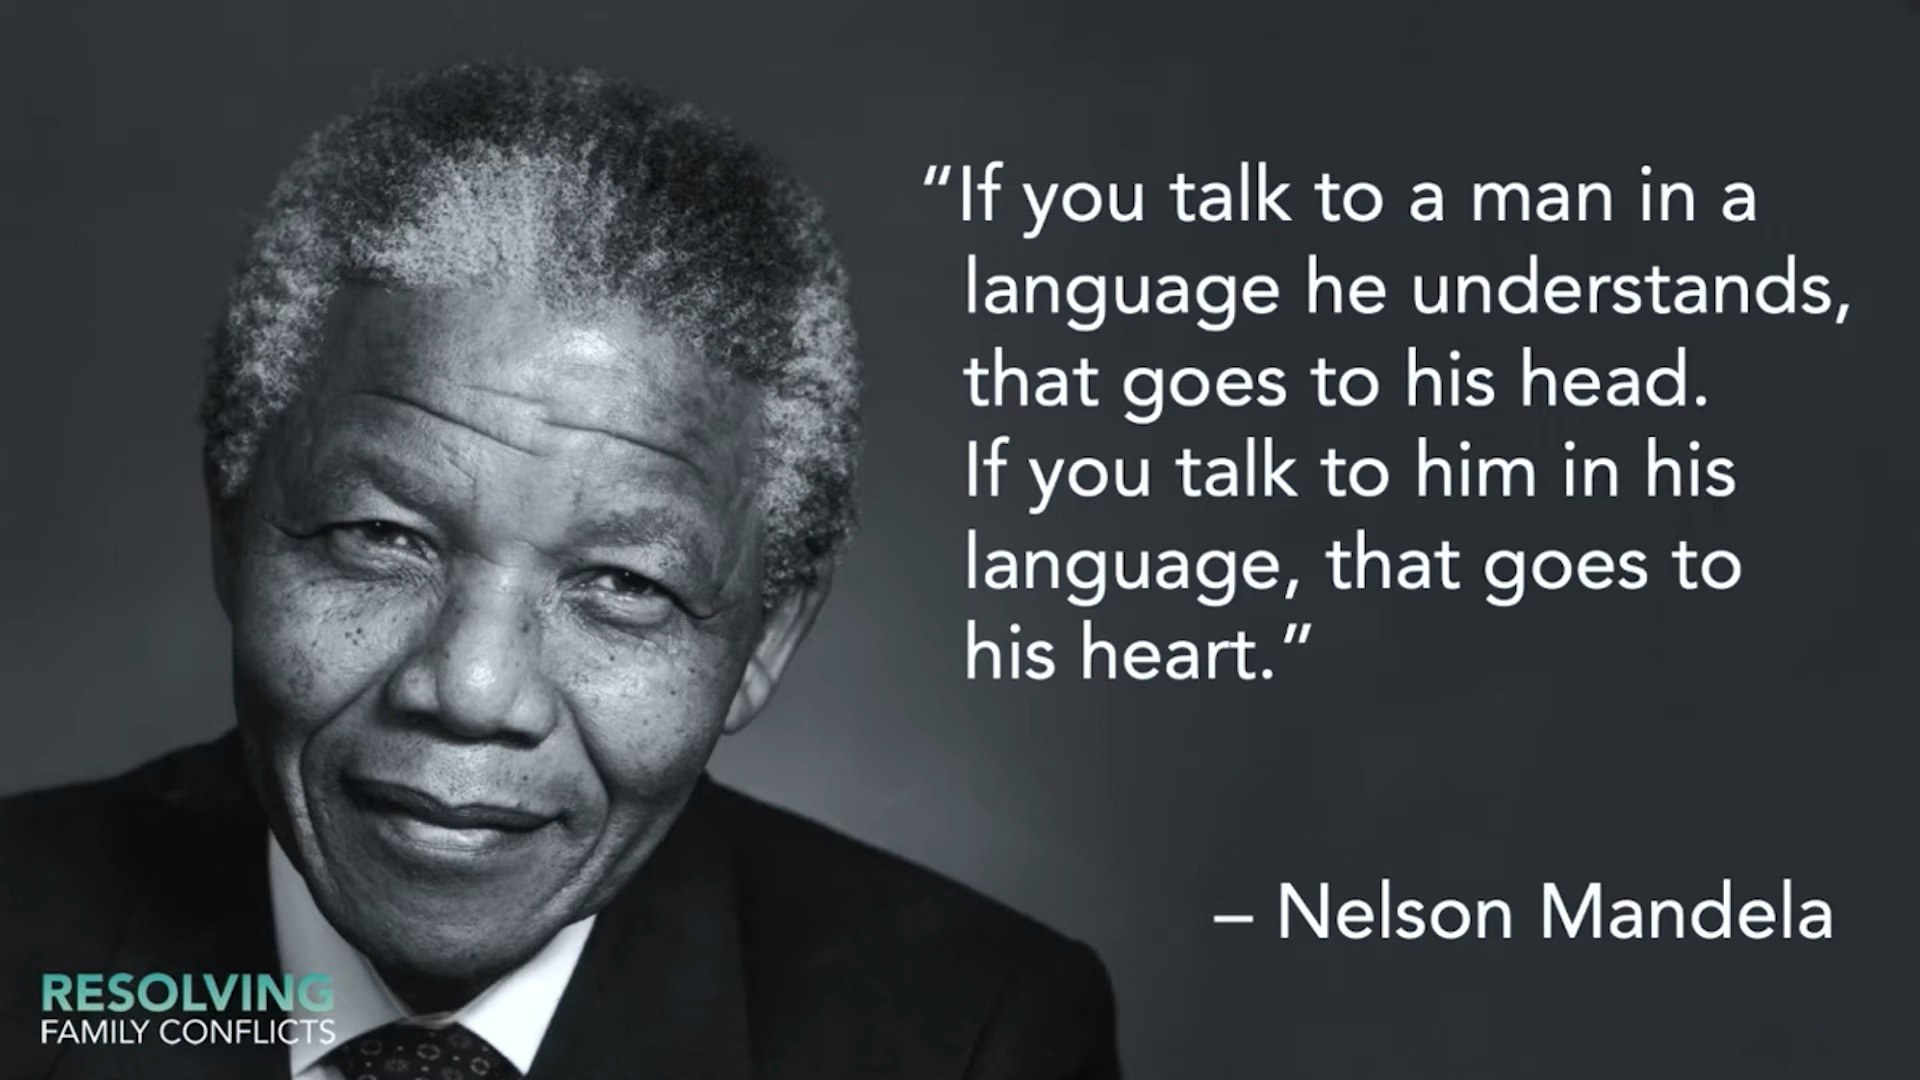 “If you talk to a man in a
language he understands,
that goes to his head.
If you talk to him in his
language, that goes to
his heart.”
– Nelson Mandela
RESOLVING
FAMILY CONFLICTS